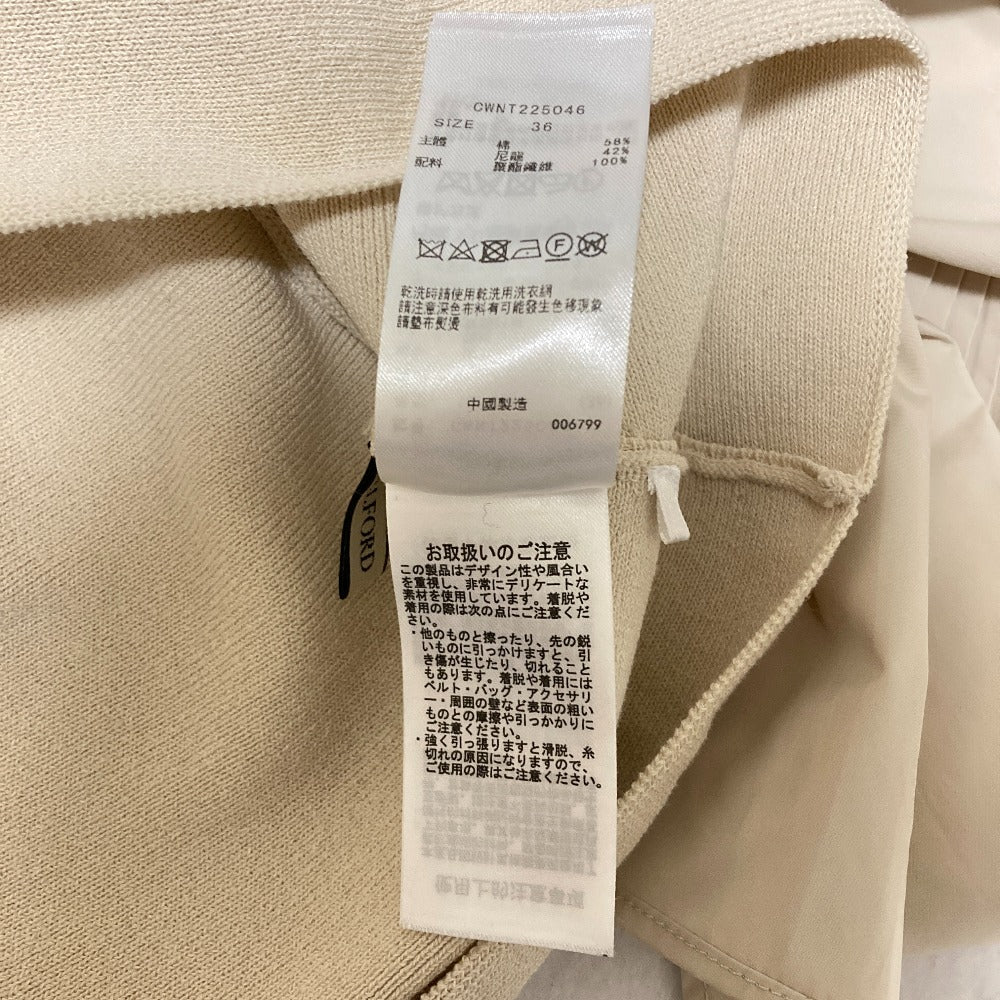 CWNT225046
SIZE 36
主體 棉 58%
尼龍 42%
配料 聚酯纖維 100%
F W
乾洗時請使用乾洗用洗衣網
請注意深色布料有可能發生色移現象
請墊布熨燙
中國製造
006799
LFORD
お取扱いのご注意
この製品はデザイン性や風合い
を重視し、非常にデリケートな
素材を使用しています。着脱や
着用の際は次の点にご注意くだ
さい。
・他のものと擦ったり、先の鋭
いものに引っかけますと、引
き傷が生じたり、切れること
もあります。着脱や着用には
ベルト・バッグ・アクセサリ
ー・周囲の壁など表面の粗い
ものとの摩擦や引っかかりに
ご注意ください。
・強く引っ張りますと滑脱、糸
切れの原因になりますので、
ご使用の際はご注意ください。